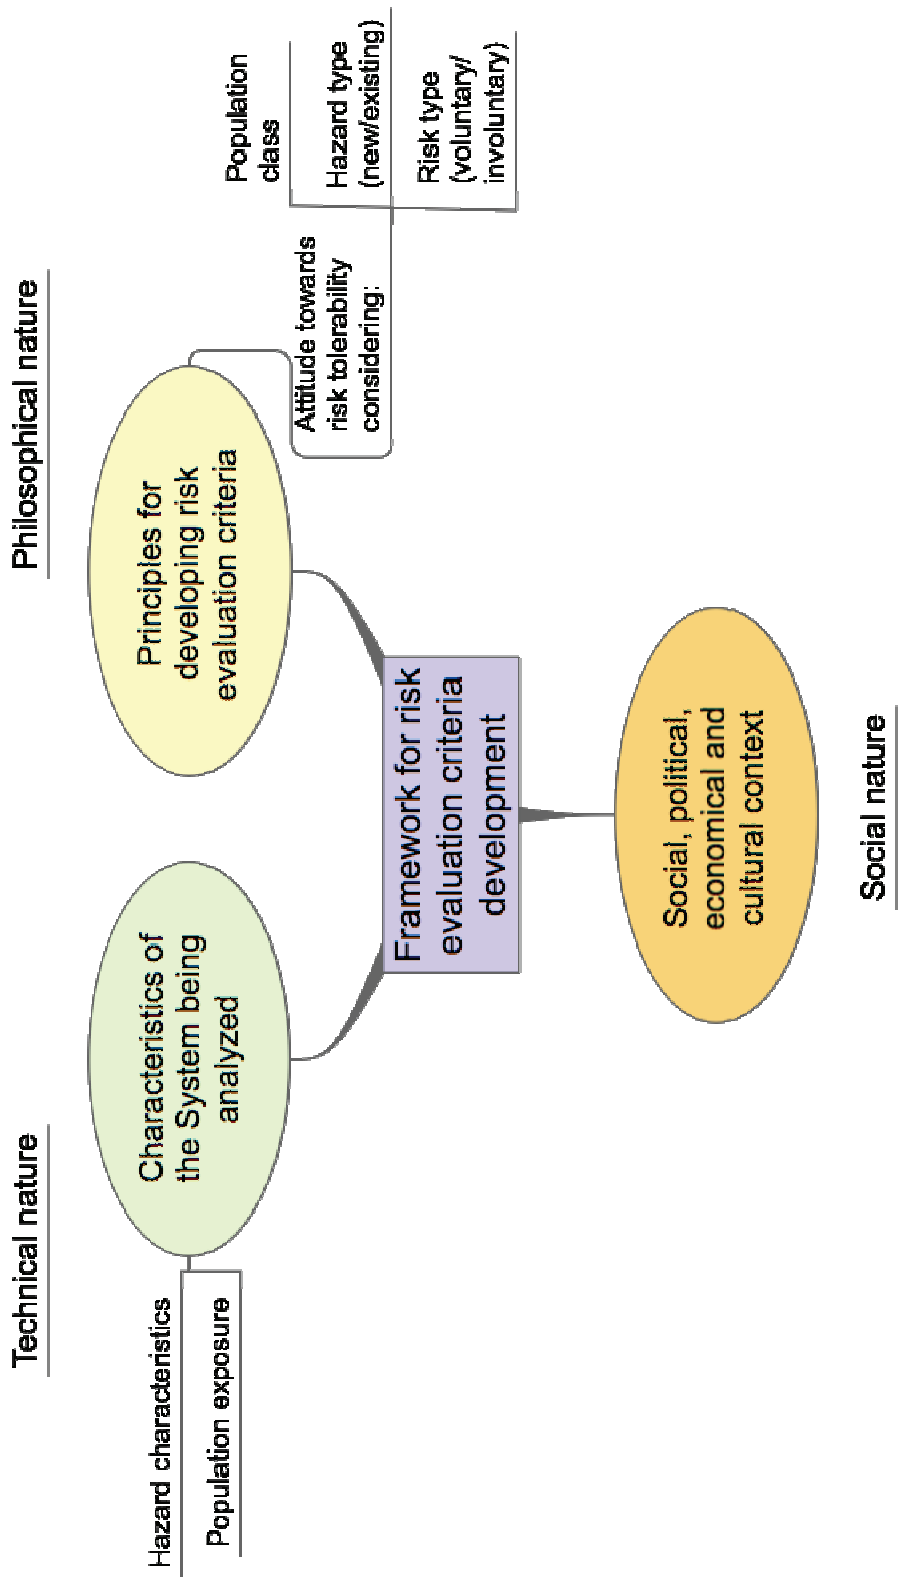 Technical nature
Philosophical nature
Hazard characteristics
Population exposure
Characteristics of
the System being
analyzed
Principles for
developing risk
evaluation criteria
Attitude towards
risk tolerability
considering:
Population
class
Hazard type
(new/existing)
Risk type
(voluntary/
involuntary)
Framework for risk
evaluation criteria
development
Social, political,
economical and
cultural context
Social nature